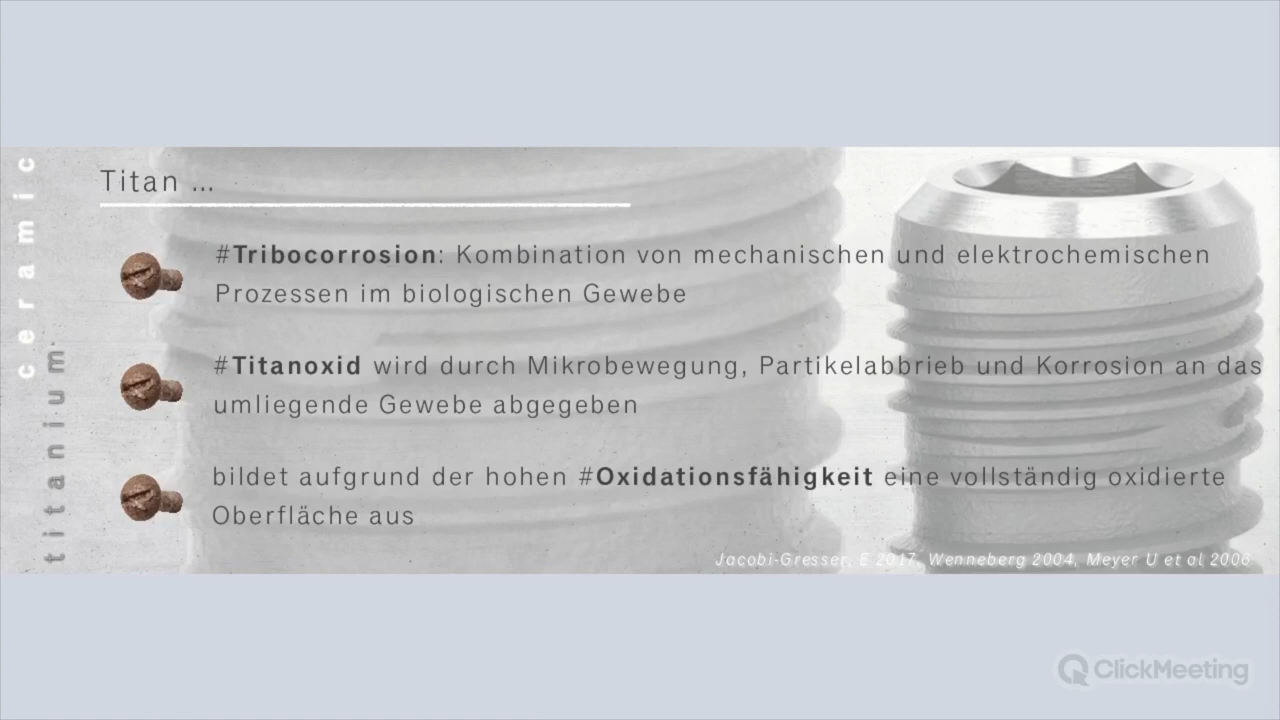 ceramic
titanium
Titan ...
#Tribocorrosion: Kombination von mechanischen und elektrochemischen
Prozessen im biologischen Gewebe
#Titanoxid wird durch Mikrobewegung, Partikelabbrieb und Korrosion an das
umliegende Gewebe abgegeben
bildet aufgrund der hohen #Oxidationsfähigkeit eine vollständig oxidierte
Oberfläche aus
Jacobi-Gresser, E 2017, Wenneberg 2004, Meyer U et al 2006
ClickMeeting